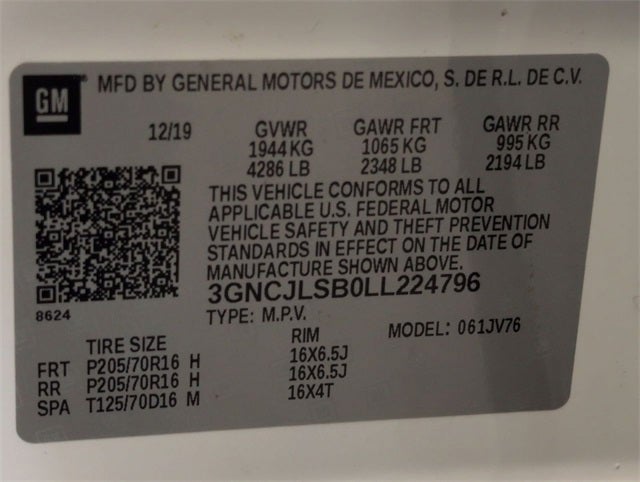 GM® MFD BY GENERAL MOTORS DE MEXICO, S. DE R.L. DE C.V.
12/19 GVWR GAWR FRT GAWR RR
1944 KG 1065 KG 995 KG
4286 LB 2348 LB 2194 LB
THIS VEHICLE CONFORMS TO ALL
APPLICABLE U.S. FEDERAL MOTOR
VEHICLE SAFETY AND THEFT PREVENTION
STANDARDS IN EFFECT ON THE DATE OF
MANUFACTURE SHOWN ABOVE.
3GNCJLSB0LL224796
8624 TYPE: M.P.V. MODEL: 061JV76
TIRE SIZE RIM
FRT P205/70R16 H 16X6.5J
RR P205/70R16 H 16X6.5J
SPA T125/70D16 M 16X4T